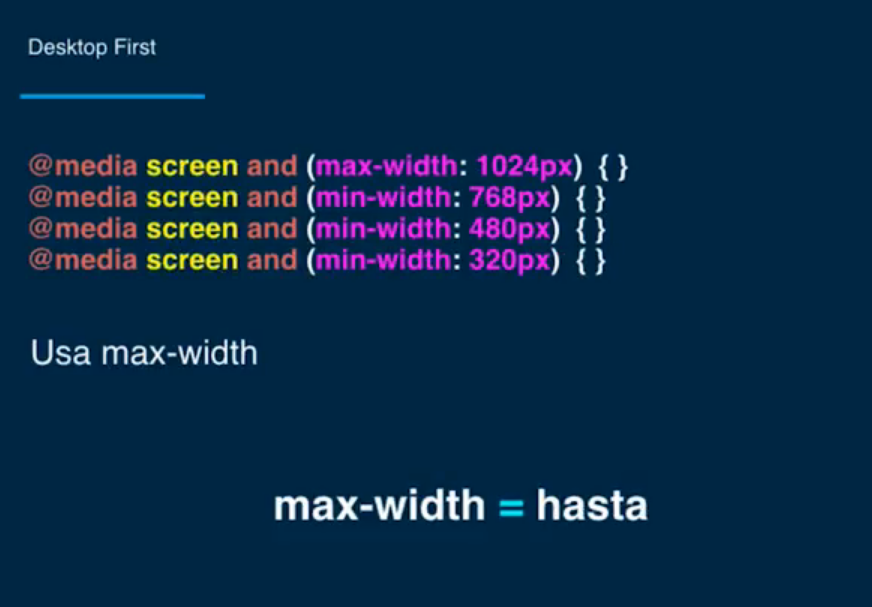 Desktop First
@media screen and (max-width: 1024px) { }
@media screen and (min-width: 768px) { }
@media screen and (min-width: 480px) { }
@media screen and (min-width: 320px) { }
Usa max-width
max-width = hasta